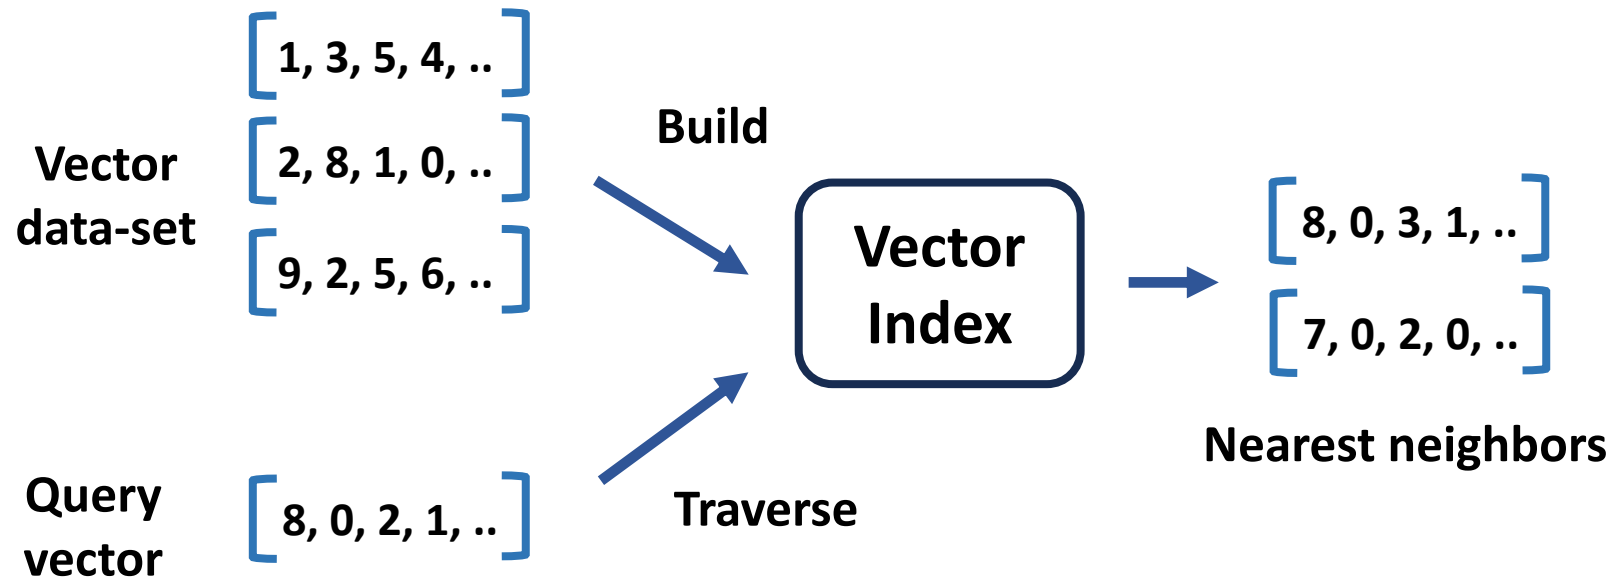 Vector
data-set
[1, 3, 5, 4, ..]
[2, 8, 1, 0, ..]
[9, 2, 5, 6, ..]
Build
Query
vector
[8, 0, 2, 1, ..]
Traverse
Vector
Index
[8, 0, 3, 1, ..]
[7, 0, 2, 0, ..]
Nearest neighbors